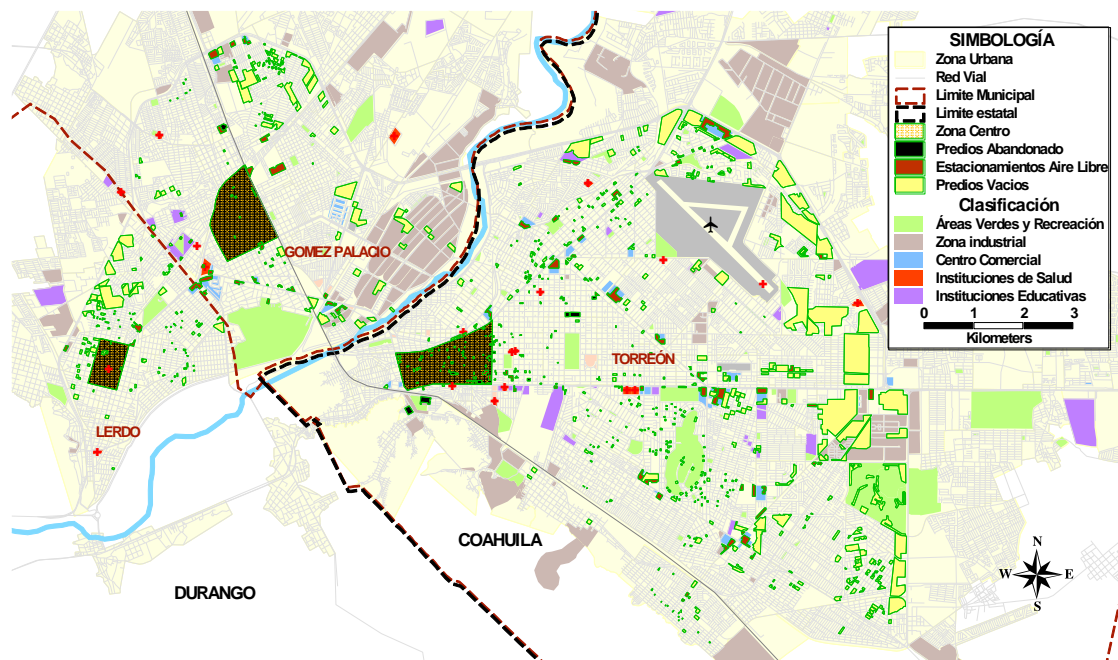 SIMBOLOGÍA
Zona Urbana
Red Vial
Limite Municipal
Limite estatal
Zona Centro
Predios Abandonado
Estacionamientos Aire Libre
Predios Vacios
Clasificación
Áreas Verdes y Recreación
Zona industrial
Centro Comercial
Instituciones de Salud
Instituciones Educativas
0 1 2 3
Kilometers
GOMEZ PALACIO
TORREÓN
LERDO
COAHUILA
DURANGO
N
W E
S